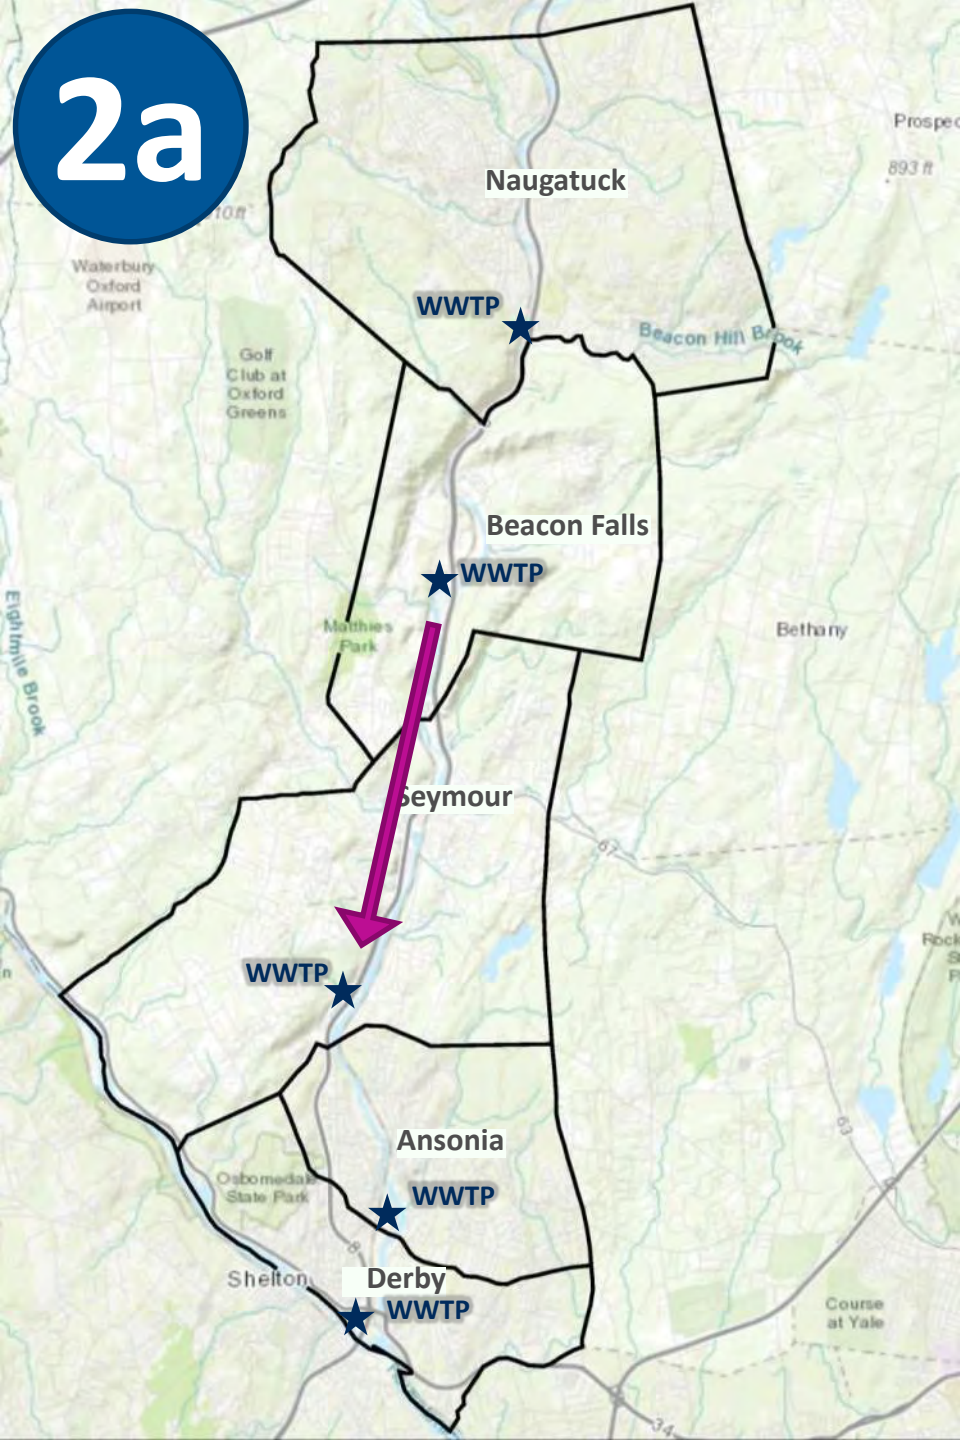 2a
Naugatuck
893 ft
Waterbury
Oxford
Airport
WWTP
Beacon Hill Brook
Golf
Club at
Oxford
Greens
Beacon Falls
WWTP
Eightmile Brook
Matthies
Park
Bethany
Seymour
67
WWTP
63
Ansonia
Osbornedale
State Park
WWTP
8
Shelton
Derby
WWTP
Course
at Yale
34